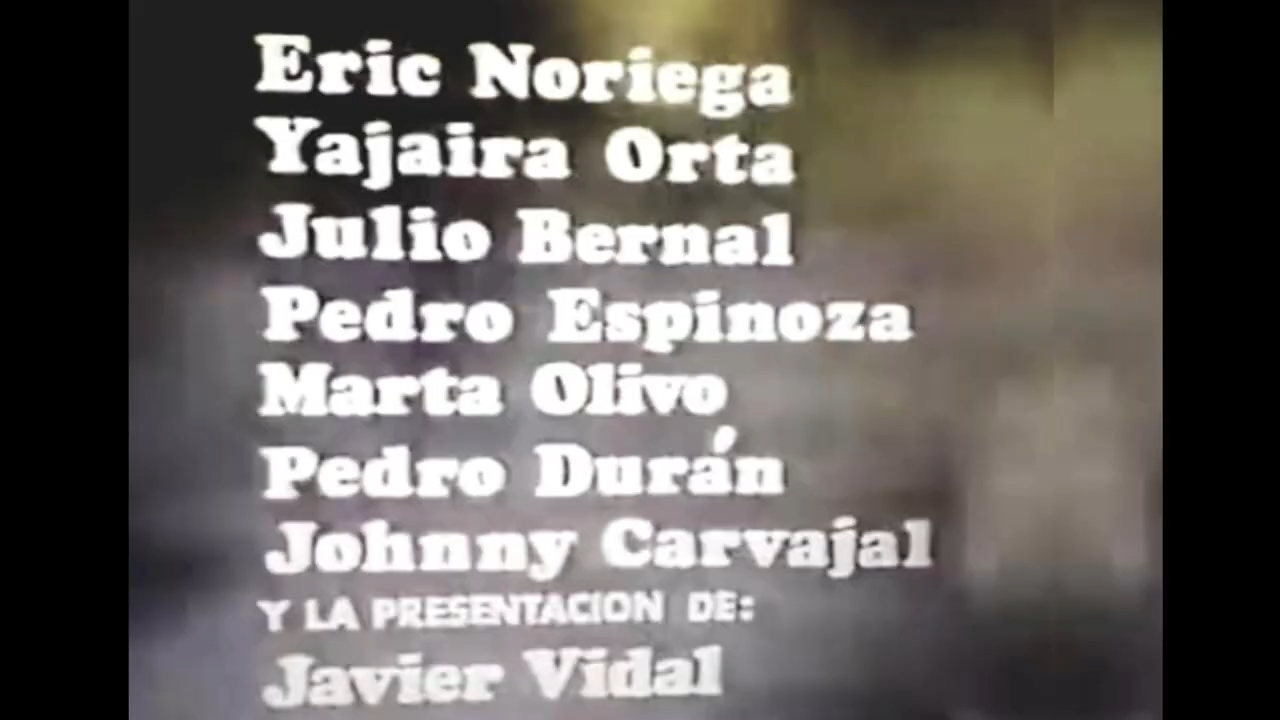 Eric Noriega
Yajaira Orta
Julio Bernal
Pedro Espinoza
Marta Olivo
Pedro Durán
Johnny Carvajal
Y LA PRESENTACION DE:
Javier Vidal